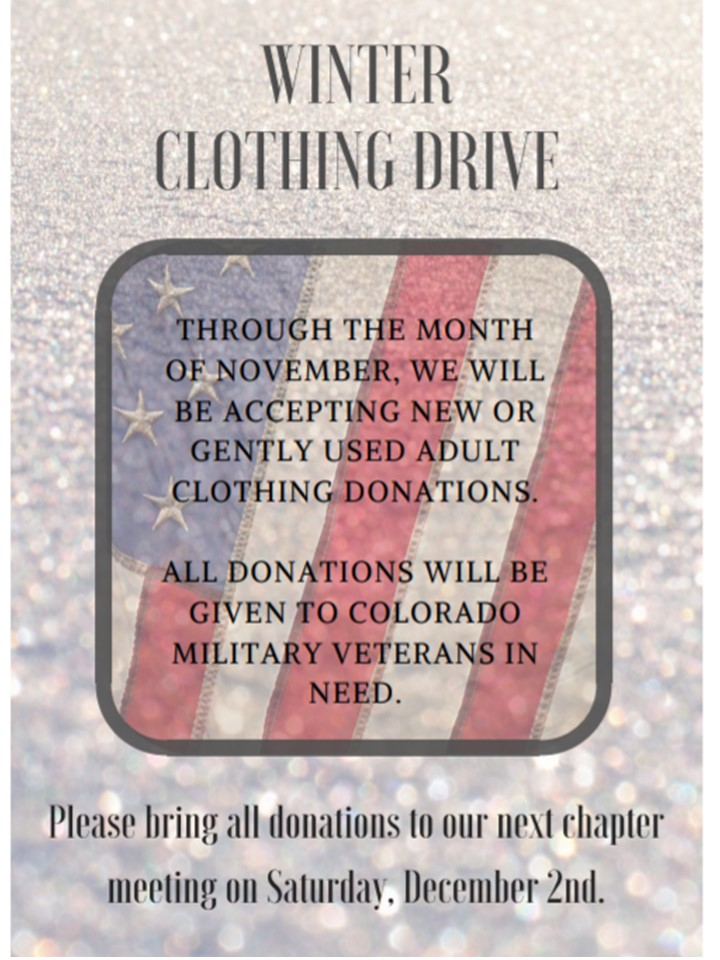 WINTER
CLOTHING DRIVE
THROUGH THE MONTH
OF NOVEMBER, WE WILL
BE ACCEPTING NEW OR
GENTLY USED ADULT
CLOTHING DONATIONS.
ALL DONATIONS WILL BE
GIVEN TO COLORADO
MILITARY VETERANS IN
NEED.
Please bring all donations to our next chapter
meeting on Saturday, December 2nd.